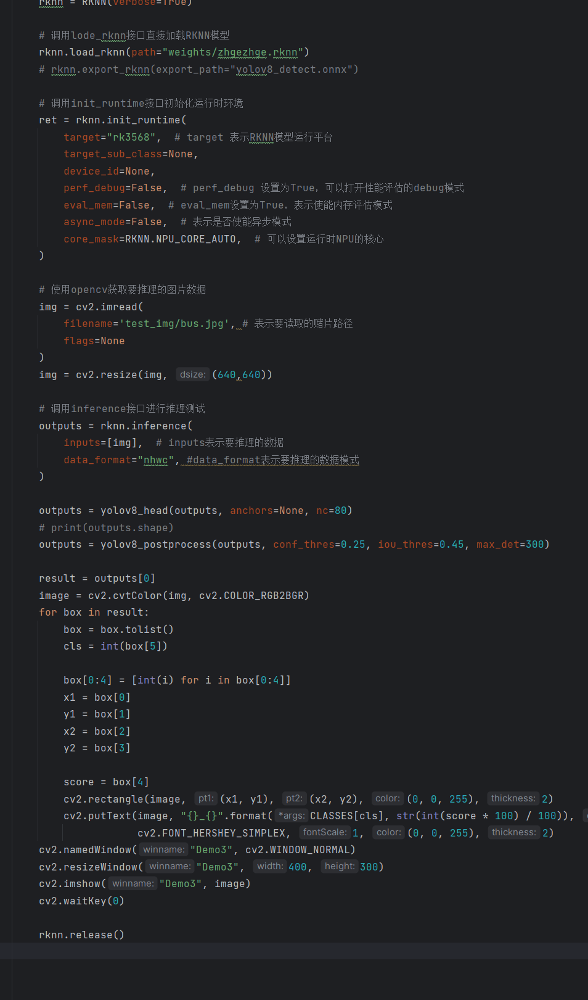 rknn = RKNN(verbose=True)
# 调用lode_rknn接口直接加载RKNN模型
rknn.load_rknn(path="weights/zhgezhge.rknn")
# rknn.export_rknn(export_path="yolov8_detect.onnx")
# 调用init_runtime接口初始化运行时环境
ret = rknn.init_runtime(
target="rk3568",  # target 表示RKNN模型运行平台
target_sub_class=None,
device_id=None,
perf_debug=False,  # perf_debug 设置为True，可以打开性能评估的debug模式
eval_mem=False,  # eval_mem设置为True，表示使能内存评估模式
async_mode=False,  # 表示是否使能异步模式
core_mask=RKNN.NPU_CORE_AUTO,  # 可以设置运行时NPU的核心
)
# 使用opencv获取要推理的图片数据
img = cv2.imread(
filename='test_img/bus.jpg', # 表示要读取的赌片路径
flags=None
)
img = cv2.resize(img, dsize: (640,640))
# 调用inference接口进行推理测试
outputs = rknn.inference(
inputs=[img],  # inputs表示要推理的数据
data_format="nhwc", #data_format表示要推理的数据模式
)
outputs = yolov8_head(outputs, anchors=None, nc=80)
# print(outputs.shape)
outputs = yolov8_postprocess(outputs, conf_thres=0.25, iou_thres=0.45, max_det=300)
result = outputs[0]
image = cv2.cvtColor(img, cv2.COLOR_RGB2BGR)
for box in result:
box = box.tolist()
cls = int(box[5])
box[0:4] = [int(i) for i in box[0:4]]
x1 = box[0]
y1 = box[1]
x2 = box[2]
y2 = box[3]
score = box[4]
cv2.rectangle(image, pt1: (x1, y1), pt2: (x2, y2), color: (0, 0, 255), thickness: 2)
cv2.putText(image, "{}_{}".format( *args: CLASSES[cls], str(int(score * 100) / 100)),
cv2.FONT_HERSHEY_SIMPLEX, fontScale: 1, color: (0, 0, 255), thickness: 2)
cv2.namedWindow( winname: "Demo3", cv2.WINDOW_NORMAL)
cv2.resizeWindow( winname: "Demo3", width: 400, height: 300)
cv2.imshow( winname: "Demo3", image)
cv2.waitKey(0)
rknn.release()